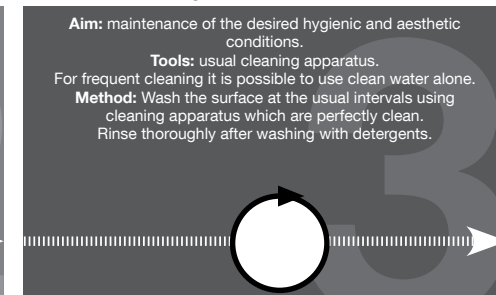 Aim: maintenance of the desired hygienic and aesthetic
conditions.
Tools: usual cleaning apparatus.
For frequent cleaning it is possible to use clean water alone.
Method: Wash the surface at the usual intervals using
cleaning apparatus which are perfectly clean.
Rinse thoroughly after washing with detergents.
3